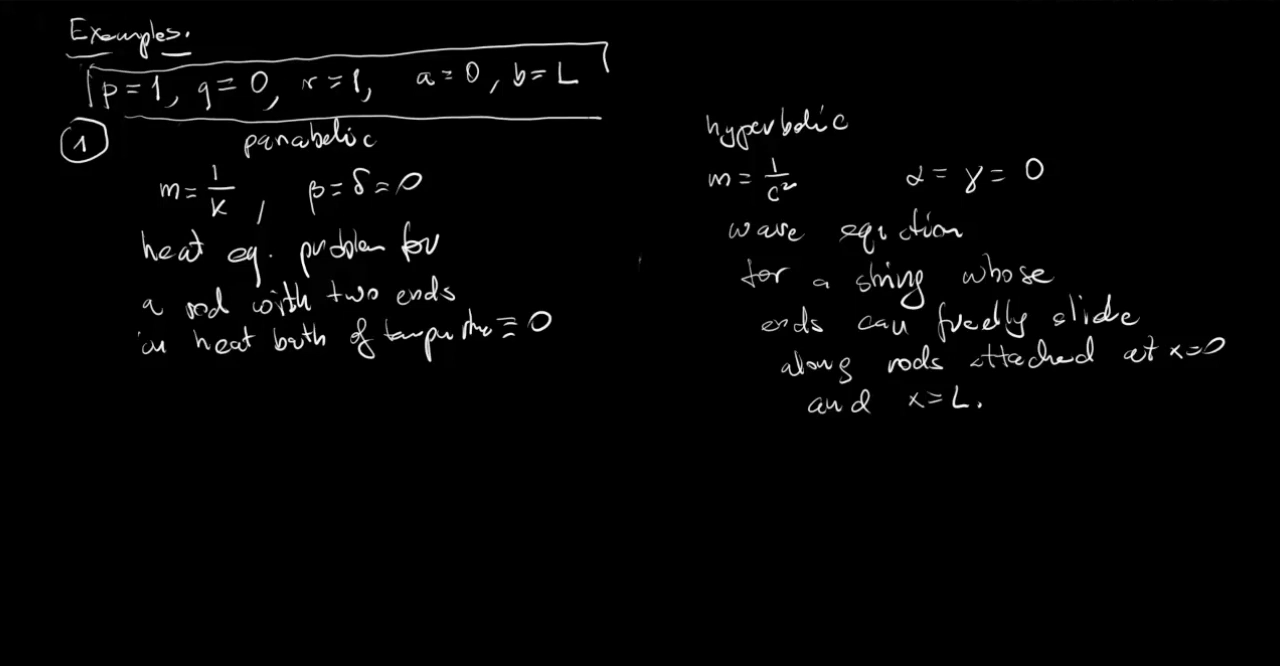 Examples.
p=1, q=0, r=1, a=0, b=L
1
parabolic
m=1/K, β=δ=0
heat eq. problem for
a rod with two ends
in heat bath of temperature ≡ 0
hyperbolic
m=1/c² α=γ=0
wave equation
for a string whose
ends can freely slide
along rods attached at x=0
and x=L.